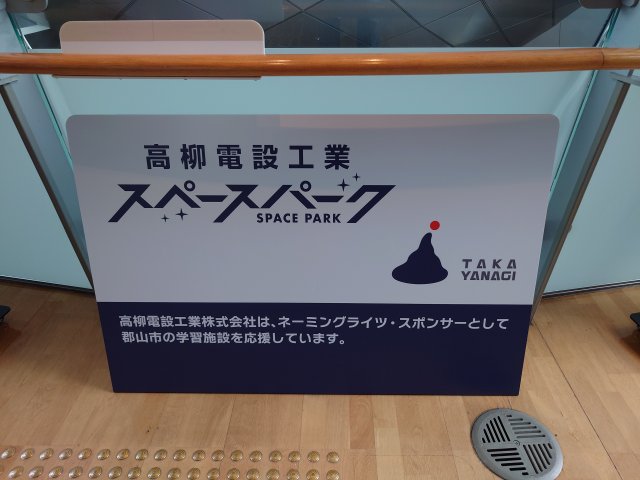 高柳電設工業
スペースパーク
SPACE PARK
TAKA
YANAGI
高柳電設工業株式会社は、ネーミングライツ・スポンサーとして
郡山市の学習施設を応援しています。